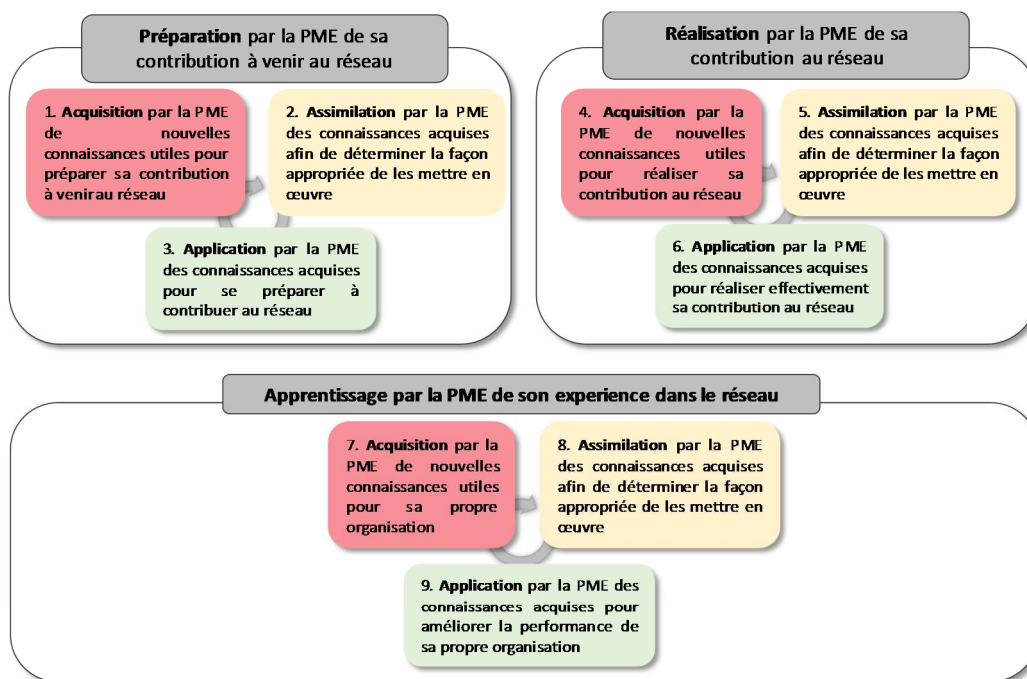 Préparation par la PME de sa
contribution à venir au réseau
1. Acquisition par la PME
de nouvelles
connaissances utiles pour
préparer sa contribution
à venir au réseau
2. Assimilation par la PME
des connaissances acquises
afin de déterminer la façon
appropriée de les mettre en
œuvre
3. Application par la PME
des connaissances acquises
pour se préparer à
contribuer au réseau
Réalisation par la PME de sa
contribution au réseau
4. Acquisition par la
PME de nouvelles
connaissances utiles
pour réaliser sa
contribution au réseau
5. Assimilation par la PME
des connaissances acquises
afin de déterminer la façon
appropriée de les mettre en
œuvre
6. Application par la PME
des connaissances acquises
pour réaliser effectivement
sa contribution au réseau
Apprentissage par la PME de son experience dans le réseau
7. Acquisition par la
PME de nouvelles
connaissances utiles
pour sa propre
organisation
8. Assimilation par la PME
des connaissances acquises
afin de déterminer la façon
appropriée de les mettre en
œuvre
9. Application par la PME des
connaissances acquises pour
améliorer la performance de
sa propre organisation